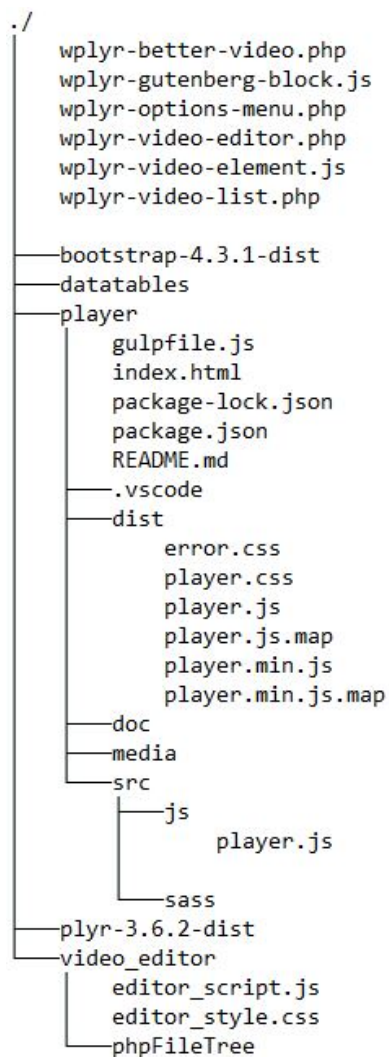 ./
wplyr-better-video.php
wplyr-gutenberg-block.js
wplyr-options-menu.php
wplyr-video-editor.php
wplyr-video-element.js
wplyr-video-list.php
bootstrap-4.3.1-dist
datatables
player
gulpfile.js
index.html
package-lock.json
package.json
README.md
.vscode
dist
error.css
player.css
player.js
player.js.map
player.min.js
player.min.js.map
doc
media
src
js
player.js
sass
plyr-3.6.2-dist
video_editor
editor_script.js
editor_style.css
phpFileTree